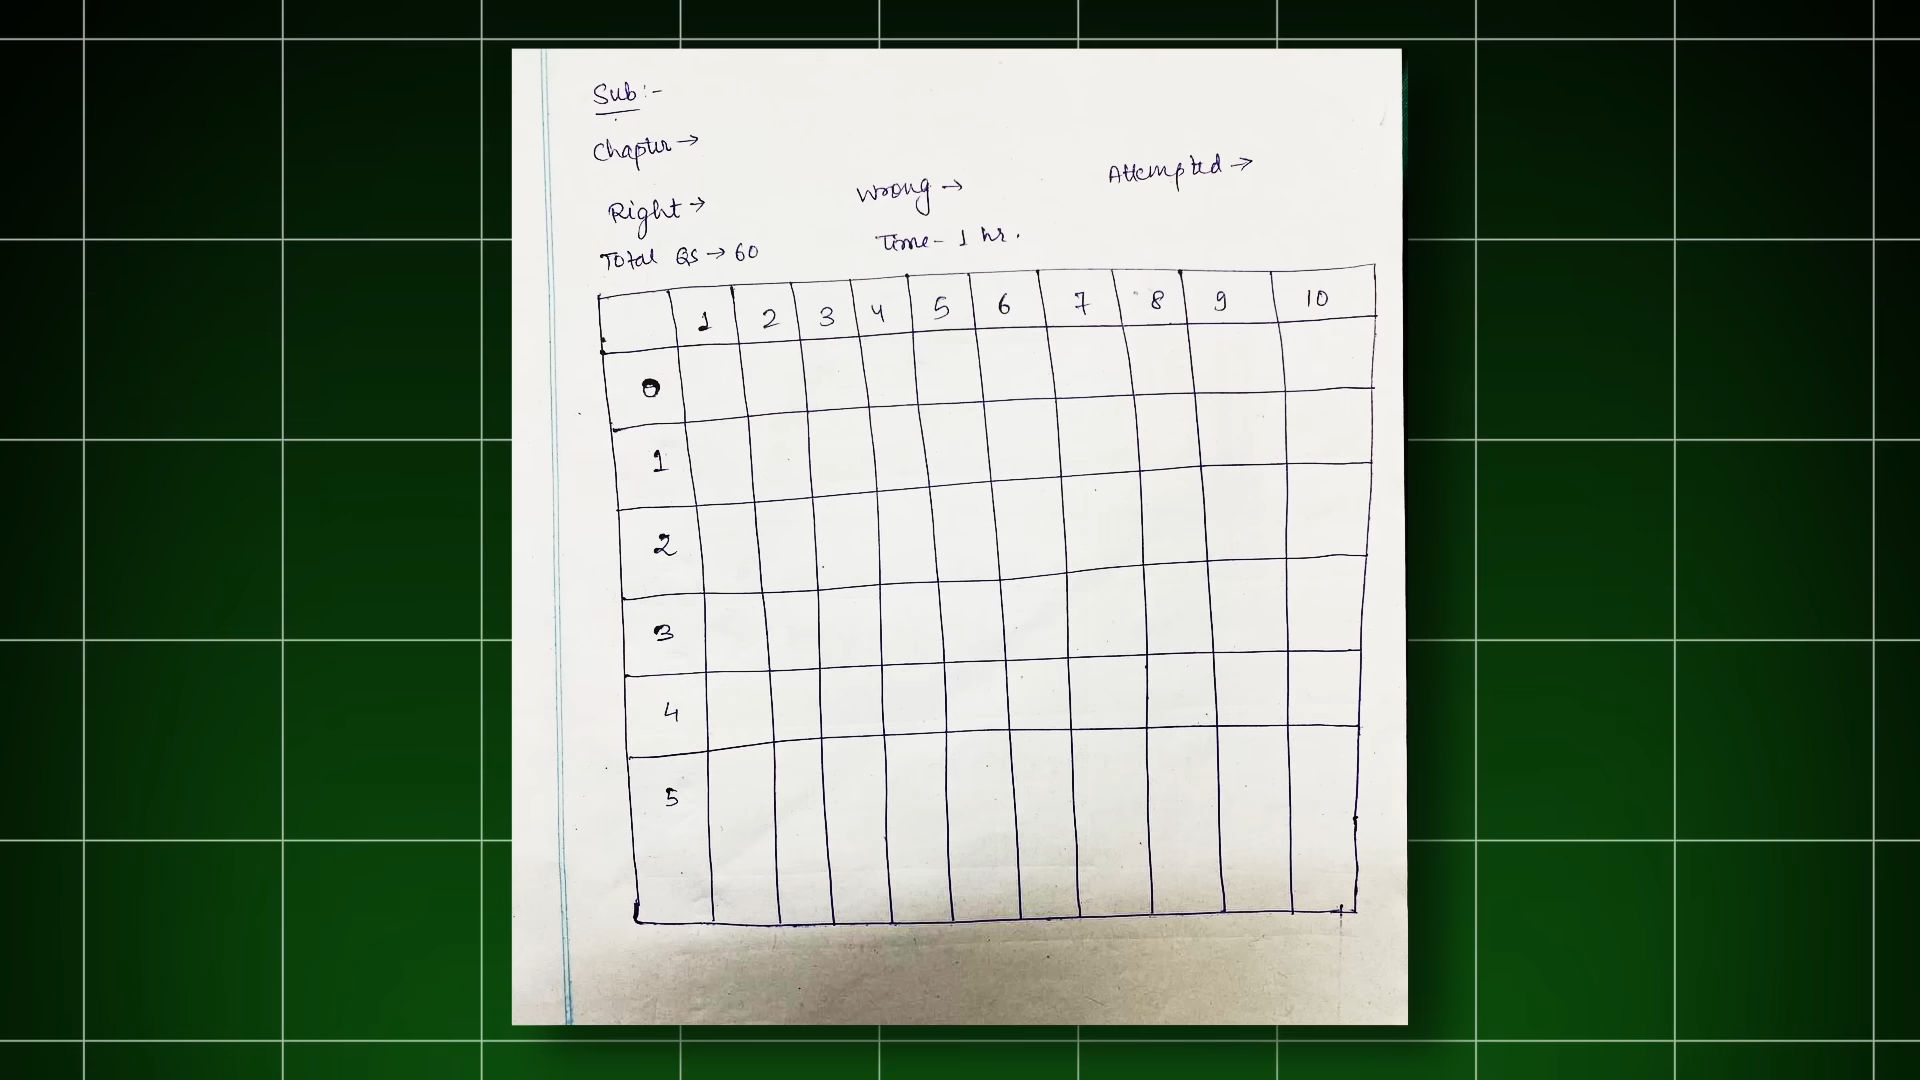 Sub:-
Chapter →
Right → Wrong → Attempted →
Total QS → 60 Time - 1 hr.
1 2 3 4 5 6 7 8 9 10
0
1
2
3
4
5